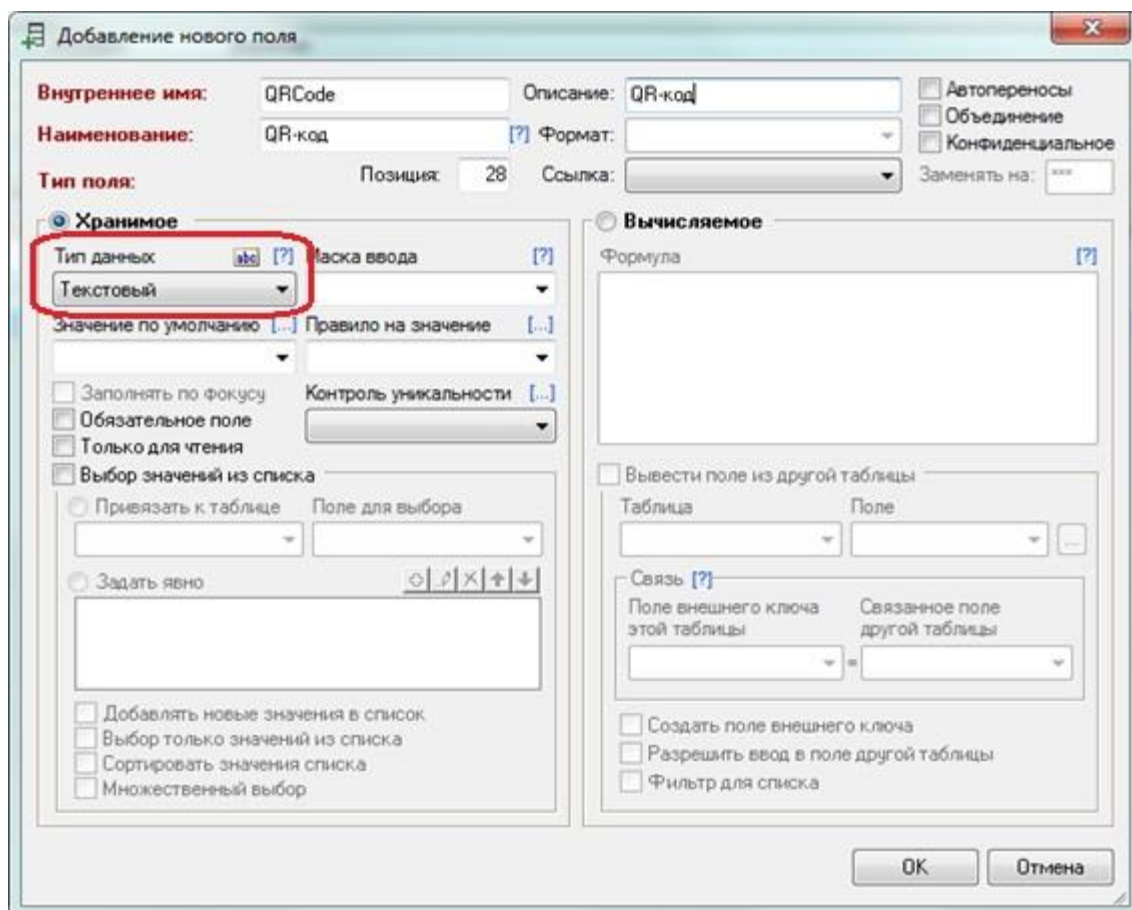 Добавление нового поля
Внутреннее имя: QRCode Описание: QR-код Автопереносы
Объединение
Наименование: QR-код [?] Формат: Конфиденциальное
Тип поля: Позиция: 28 Ссылка: Заменять на: ***
Хранимое
Тип данных abc [?] Маска ввода [?]
Текстовый
Значение по умолчанию [...] Правило на значение [...]
Заполнять по фокусу Контроль уникальности [...]
Обязательное поле
Только для чтения
Выбор значений из списка
Привязать к таблице Поле для выбора
Задать явно
Добавлять новые значения в список
Выбор только значений из списка
Сортировать значения списка
Множественный выбор
Вычисляемое
Формула [?]
Вывести поле из другой таблицы
Таблица Поле
...
Связь [?]
Поле внешнего ключа Связанное поле
этой таблицы другой таблицы
=
Создать поле внешнего ключа
Разрешить ввод в поле другой таблицы
Фильтр для списка
OK Отмена